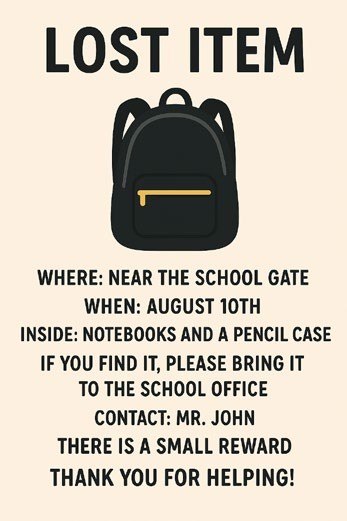 LOST ITEM
WHERE: NEAR THE SCHOOL GATE
WHEN: AUGUST 10TH
INSIDE: NOTEBOOKS AND A PENCIL CASE
IF YOU FIND IT, PLEASE BRING IT
TO THE SCHOOL OFFICE
CONTACT: MR. JOHN
THERE IS A SMALL REWARD
THANK YOU FOR HELPING!